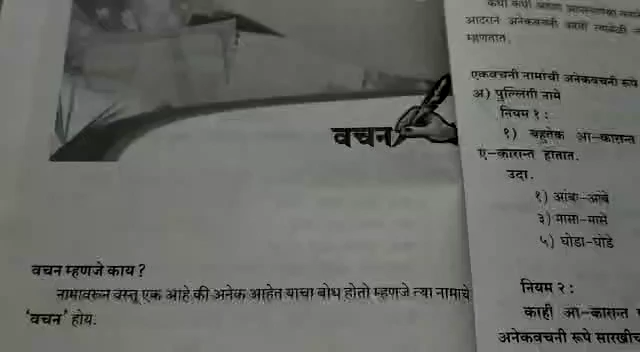 वचन
वचन म्हणजे काय ?
नामावरून वस्तू एक आहे की अनेक आहेत याचा बोध होतो म्हणजे त्या नामाचे
'वचन' होय.
आदराने अनेकवचनी
म्हणतात.
एकवचनी नामांची अनेकवचनी रूपे
अ) पुल्लिंगी नामे
नियम १ :
१) बहुतेक आ-कारान्त
ए-कारान्त होतात.
उदा.
१) आंबा-आंबे
३) मासा-मासे
५) घोडा-घोडे
नियम २ :
काही आ-कारान्त
अनेकवचनी रूपे सारखीच